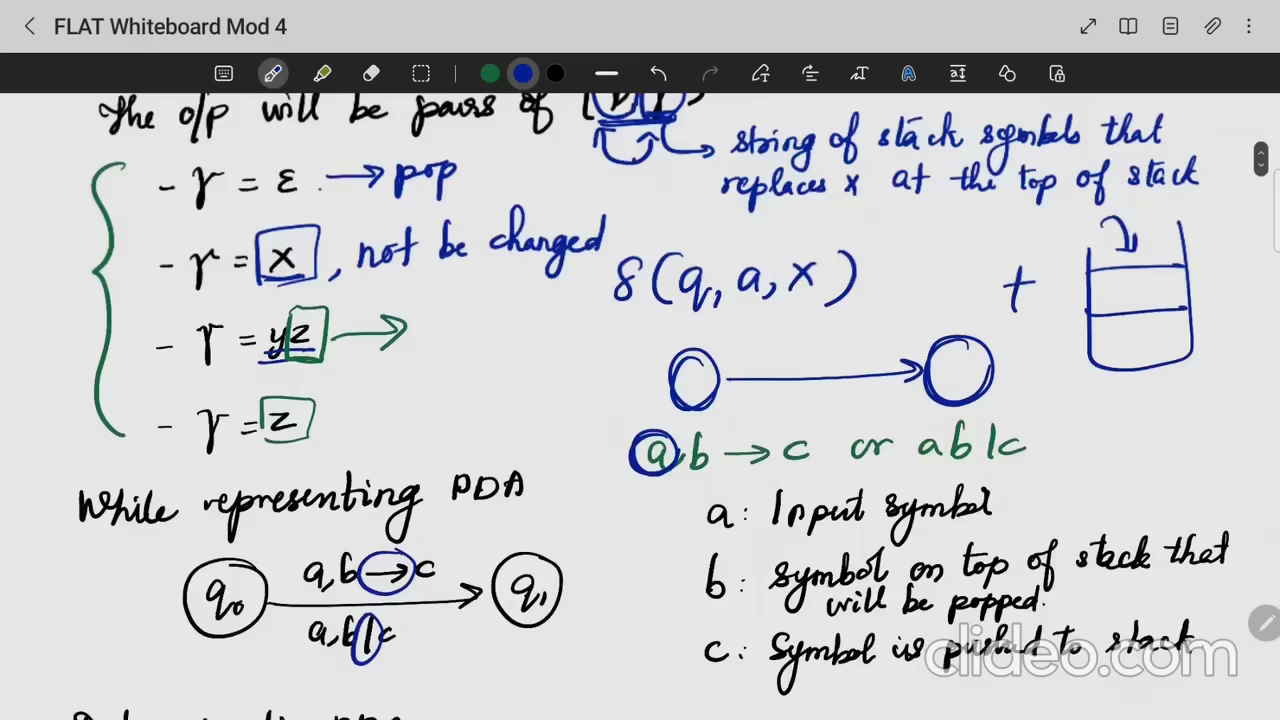 FLAT Whiteboard Mod 4
The o/p will be pairs of
string of stack symbols that
replaces x at the top of stack
- γ = ε → pop
- γ = x, not be changed
δ(q, a, x) +
- γ = yz →
- γ = z
a, b → c or ab/c
While representing PDA
a : Input symbol
b : symbol on top of stack that
will be popped.
c : Symbol is pushed to stack
q₀ a, b → c q₁
a, b/c
clideo.com